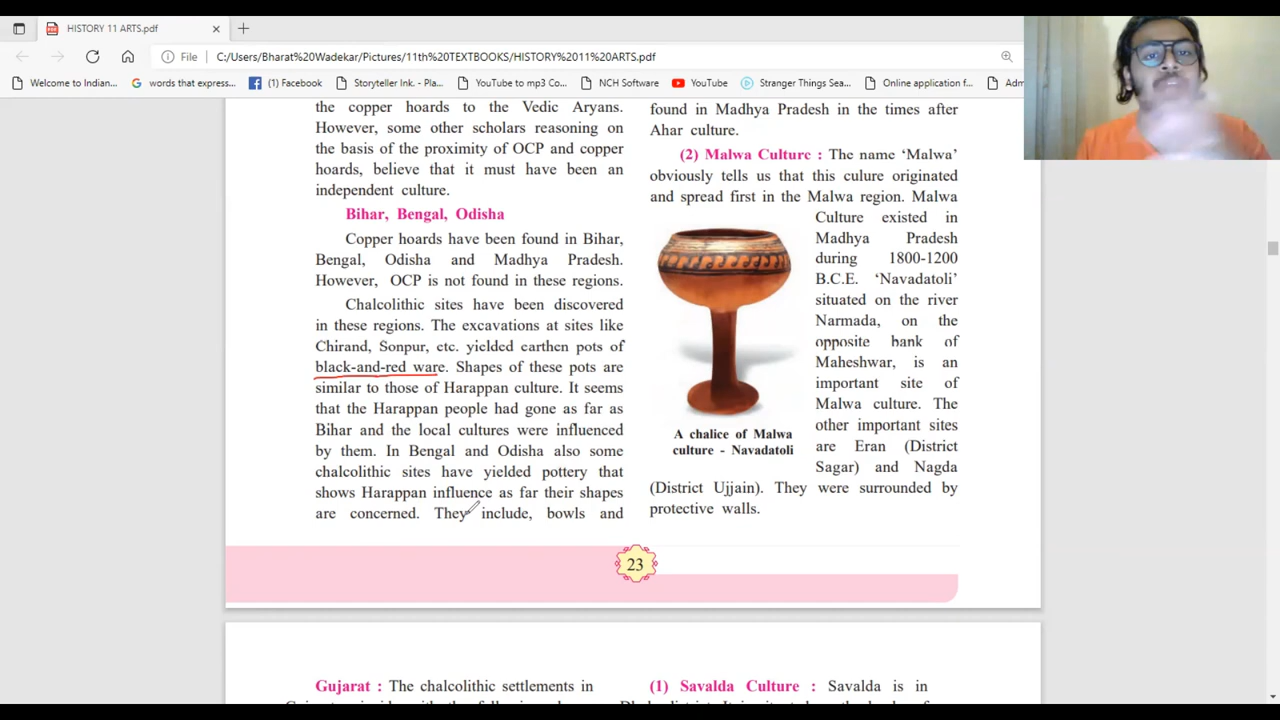 HISTORY 11 ARTS.pdf
File
C:/Users/Bharat%20Wadekar/Pictures/11th%20TEXTBOOKS/HISTORY%2011%20ARTS.pdf
Welcome to Indian...
words that express...
(1) Facebook
Storyteller Ink. - Pla...
YouTube to mp3 Co...
NCH Software
YouTube
Stranger Things Sea...
Online application f...
Adm
the copper hoards to the Vedic Aryans.
However, some other scholars reasoning on
the basis of the proximity of OCP and copper
hoards, believe that it must have been an
independent culture.
Bihar, Bengal, Odisha
Copper hoards have been found in Bihar,
Bengal, Odisha and Madhya Pradesh.
However, OCP is not found in these regions.
Chalcolithic sites have been discovered
in these regions. The excavations at sites like
Chirand, Sonpur, etc. yielded earthen pots of
black-and-red ware. Shapes of these pots are
similar to those of Harappan culture. It seems
that the Harappan people had gone as far as
Bihar and the local cultures were influenced
by them. In Bengal and Odisha also some
chalcolithic sites have yielded pottery that
shows Harappan influence as far their shapes
are concerned. They include, bowls and
found in Madhya Pradesh in the times after
Ahar culture.
(2) Malwa Culture : The name ‘Malwa’
obviously tells us that this culure originated
and spread first in the Malwa region. Malwa
Culture existed in
Madhya Pradesh
during 1800-1200
B.C.E. ‘Navadatoli’
situated on the river
Narmada, on the
opposite bank of
Maheshwar, is an
important site of
Malwa culture. The
other important sites
are Eran (District
Sagar) and Nagda
(District Ujjain). They were surrounded by
protective walls.
A chalice of Malwa
culture - Navadatoli
23
Gujarat : The chalcolithic settlements in
(1) Savalda Culture : Savalda is in